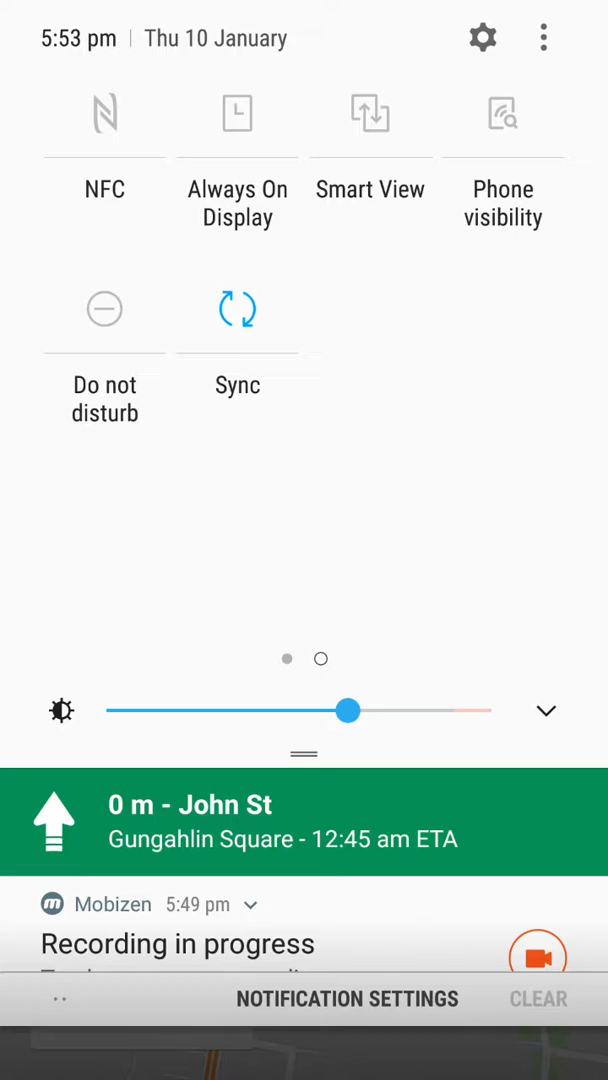 5:53 pm | Thu 10 January
NFC
Always On
Display
Smart View
Phone
visibility
Do not
disturb
Sync
0 m - John St
Gungahlin Square - 12:45 am ETA
Mobizen 5:49 pm
Recording in progress
NOTIFICATION SETTINGS
CLEAR